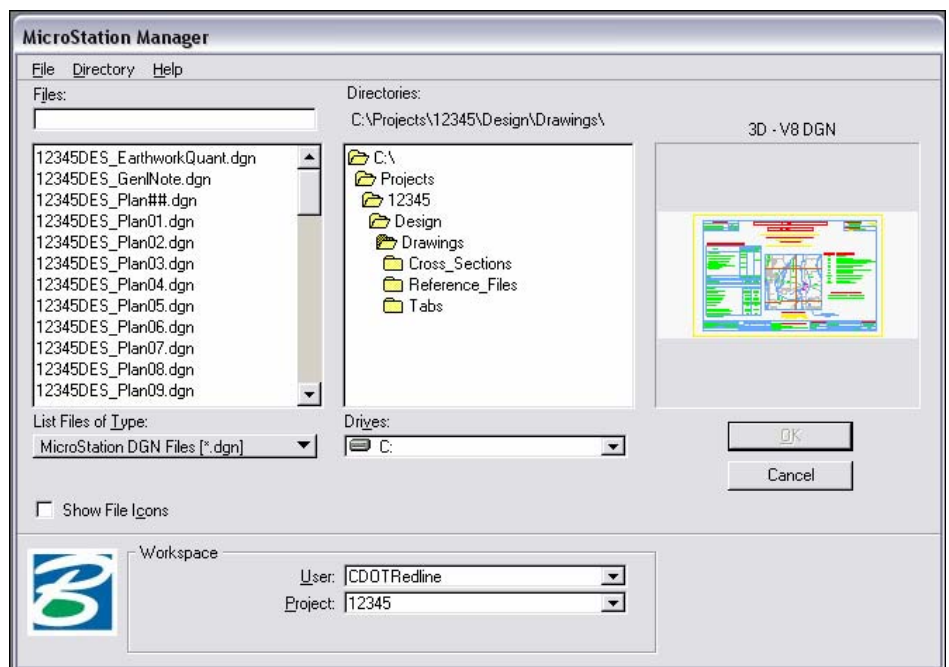 MicroStation Manager
File Directory Help
Files:
Directories:
C:\Projects\12345\Design\Drawings\
3D - V8 DGN
12345DES_EarthworkQuant.dgn
12345DES_GenlNote.dgn
12345DES_Plan##.dgn
12345DES_Plan01.dgn
12345DES_Plan02.dgn
12345DES_Plan03.dgn
12345DES_Plan04.dgn
12345DES_Plan05.dgn
12345DES_Plan06.dgn
12345DES_Plan07.dgn
12345DES_Plan08.dgn
12345DES_Plan09.dgn
C:\
Projects
12345
Design
Drawings
Cross_Sections
Reference_Files
Tabs
List Files of Type:
MicroStation DGN Files [*.dgn]
Drives:
C:
OK
Cancel
Show File Icons
Workspace
User: CDOTRedline
Project: 12345